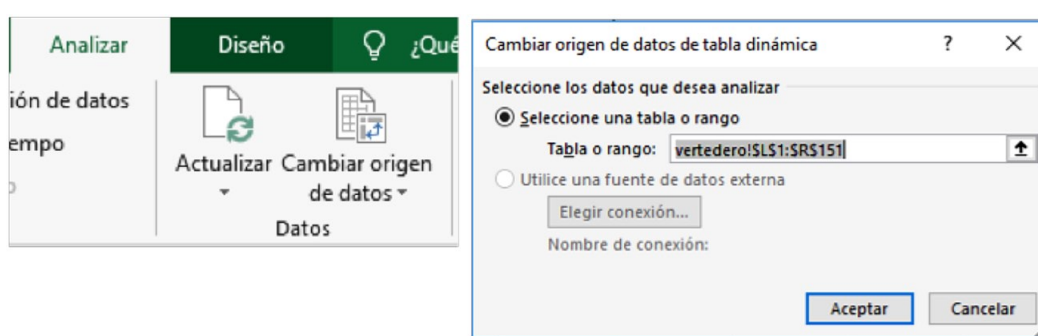 Analizar Diseño ¿Qué
ión de datos
empo
Actualizar Cambiar origen
de datos
Datos
Cambiar origen de datos de tabla dinámica ? ×
Seleccione los datos que desea analizar
Seleccione una tabla o rango
Tabla o rango: vertedero!$L$1:$R$151
Utilice una fuente de datos externa
Elegir conexión...
Nombre de conexión:
Aceptar Cancelar